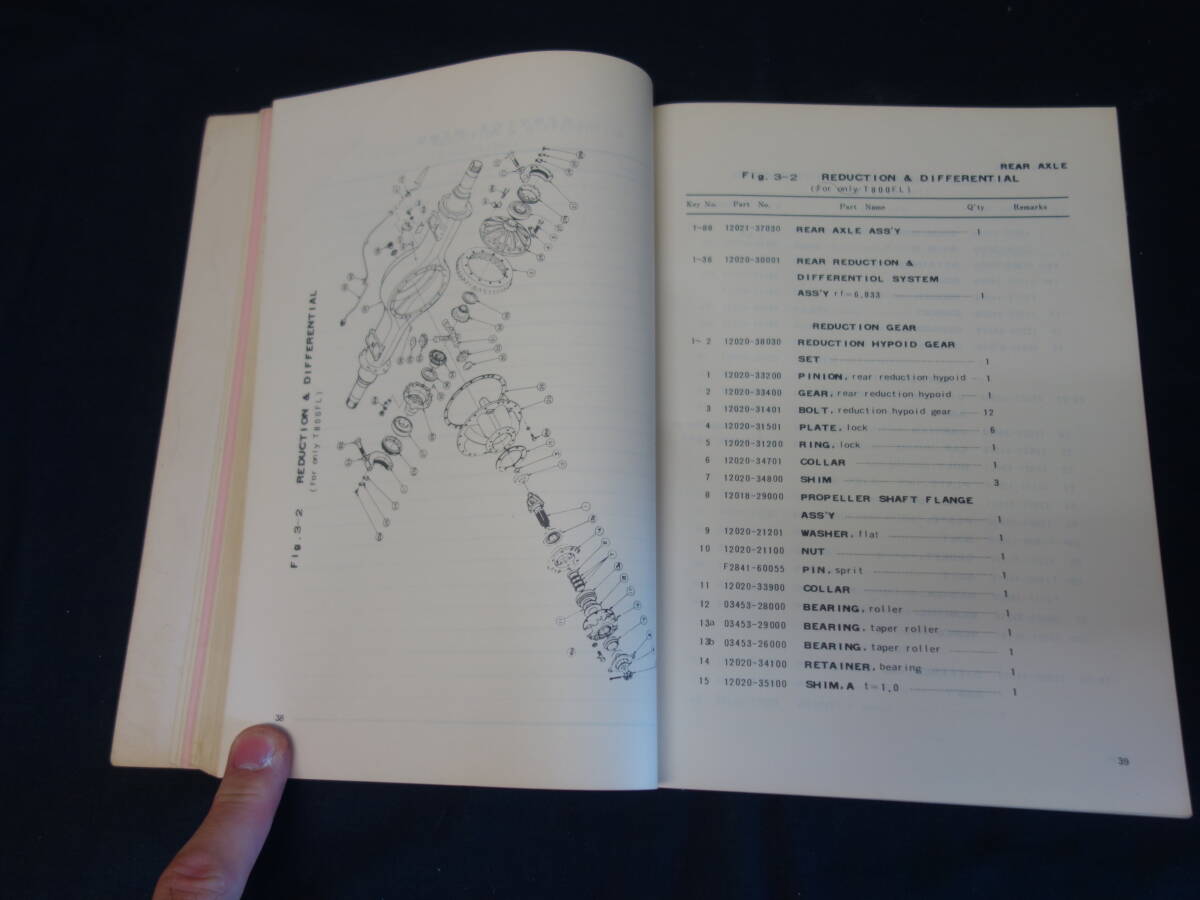 Fig. 3-2 REDUCTION & DIFFERENTIAL
(For only T800FL)
38
REAR AXLE
Fig. 3-2 REDUCTION & DIFFERENTIAL
(For only T800FL)
Key No. Part No. Part Name Q'ty Remarks
1-86 12021-37030 REAR AXLE ASS'Y 1
1-36 12020-30001 REAR REDUCTION &
DIFFERENTIOL SYSTEM
ASS'Y rf=6.833 1
REDUCTION GEAR
1-2 12020-38030 REDUCTION HYPOID GEAR
SET 1
1 12020-33200 PINION, rear reduction hypoid 1
2 12020-33400 GEAR, rear reduction hypoid 1
3 12020-31401 BOLT, reduction hypoid gear 12
4 12020-31501 PLATE, lock 6
5 12020-31200 RING, lock 1
6 12020-34701 COLLAR 1
7 12020-34800 SHIM 3
8 12018-29000 PROPELLER SHAFT FLANGE
ASS'Y 1
9 12020-21201 WASHER, flat 1
10 12020-21100 NUT 1
F2841-60055 PIN, sprit 1
11 12020-33900 COLLAR 1
12 03453-28000 BEARING, roller 1
13a 03453-29000 BEARING, taper roller 1
13b 03453-26000 BEARING, taper roller 1
14 12020-34100 RETAINER, bearing 1
15 12020-35100 SHIM, A t=1.0 1
39